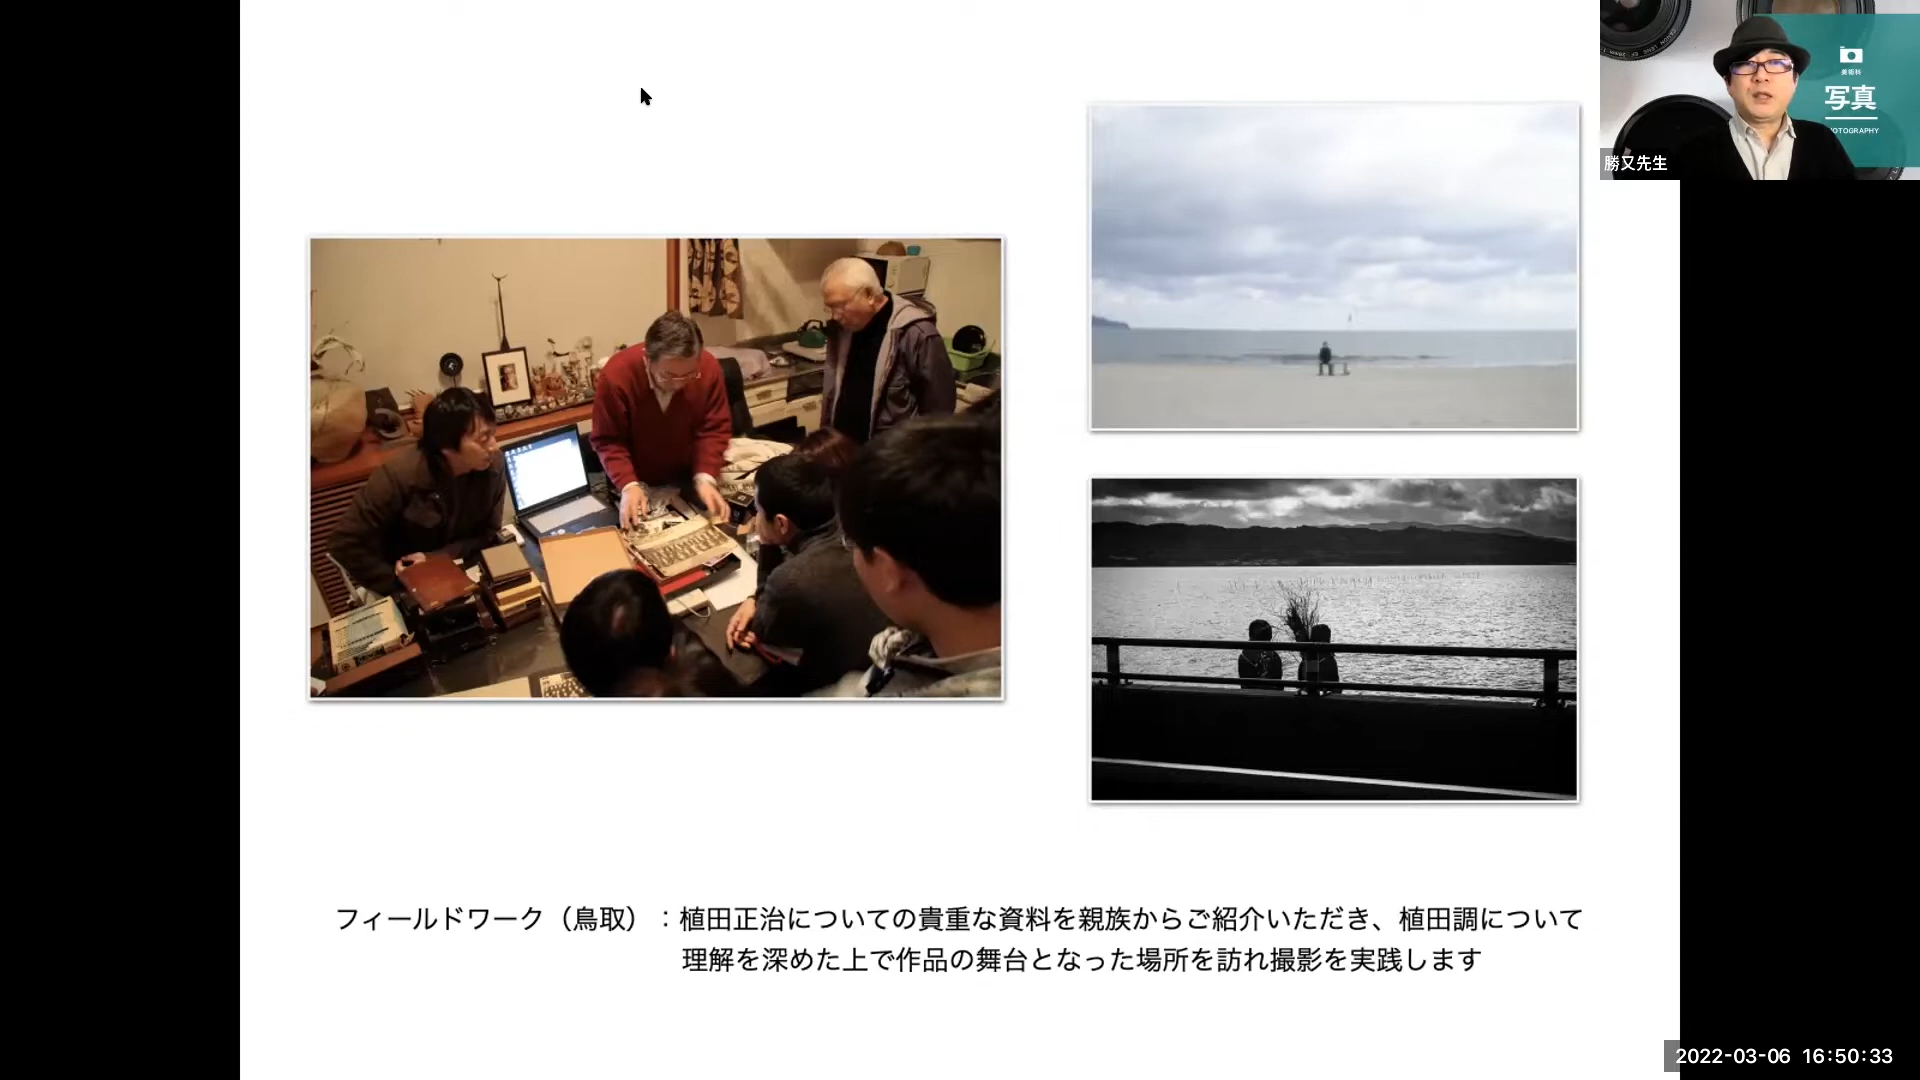 美術科
写真
OTOGRAPHY
勝又先生
フィールドワーク（鳥取）：植田正治についての貴重な資料を親族からご紹介いただき、植田調について
理解を深めた上で作品の舞台となった場所を訪れ撮影を実践します
2022-03-06 16:50:33